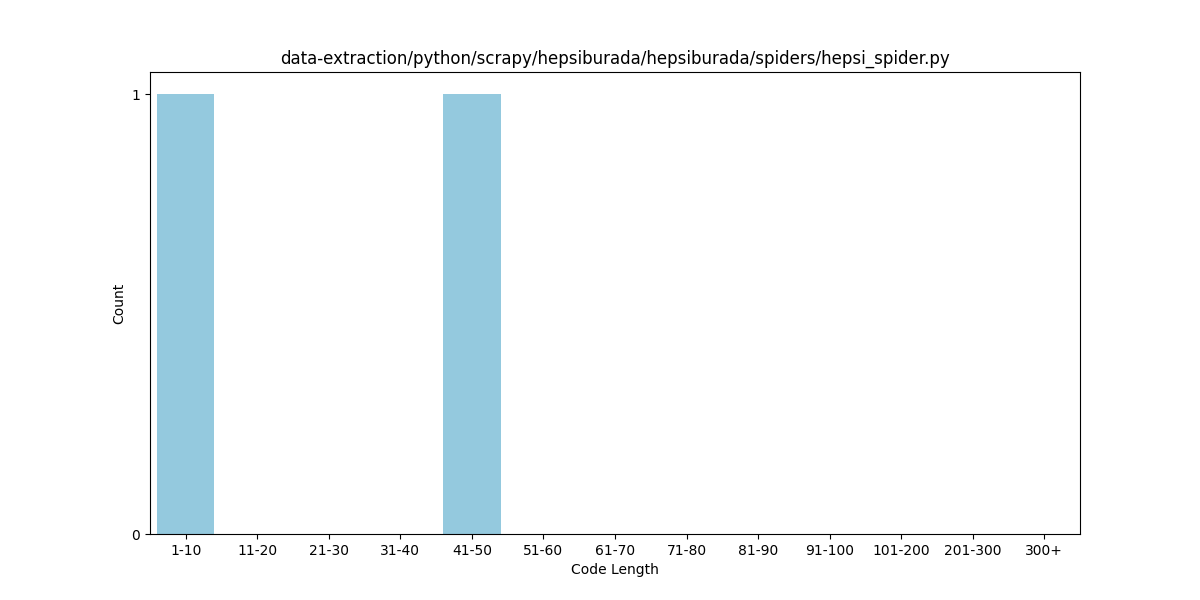 data-extraction/python/scrapy/hepsiburada/hepsiburada/spiders/hepsi_spider.py
1
Count
0
1-10 11-20 21-30 31-40 41-50 51-60 61-70 71-80 81-90 91-100 101-200 201-300 300+
Code Length